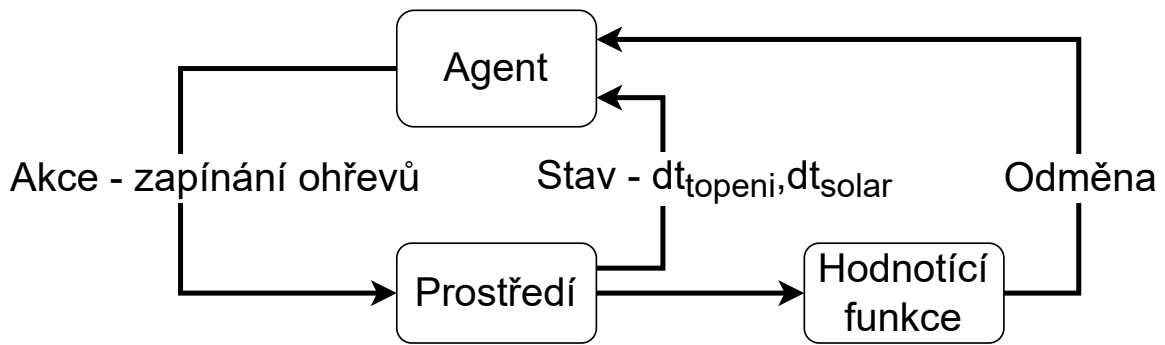 Agent
Akce - zapínání ohřevů
Stav - dt_topeni,dt_solar
Odměna
Prostředí
Hodnotící
funkce